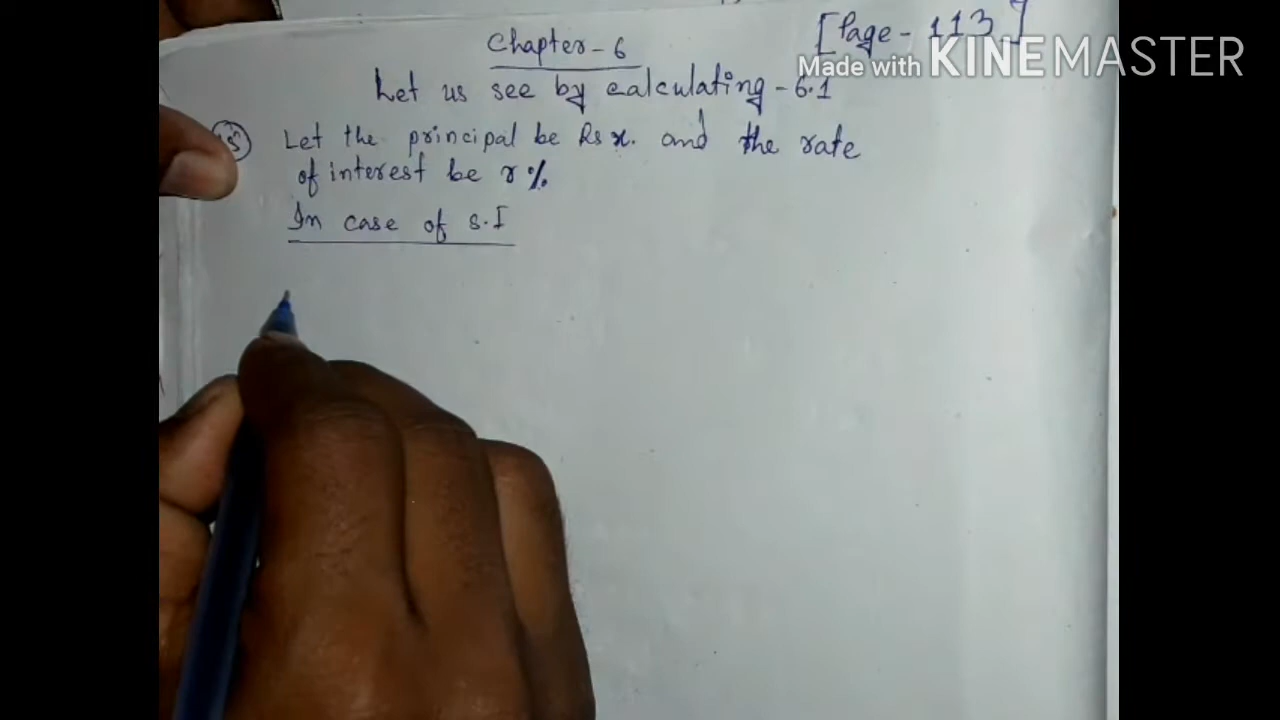 Chapter - 6
[Page - 113]
Made with KINEMASTER
Let us see by calculating - 6.1
Let the principal be Rs x. and the rate
of interest be r %
In case of S.I